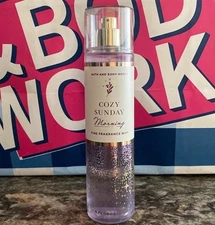 & BOD
WORK
BATH AND BODY WORKS
COZY
SUNDAY
Morning
FINE FRAGRANCE MIST